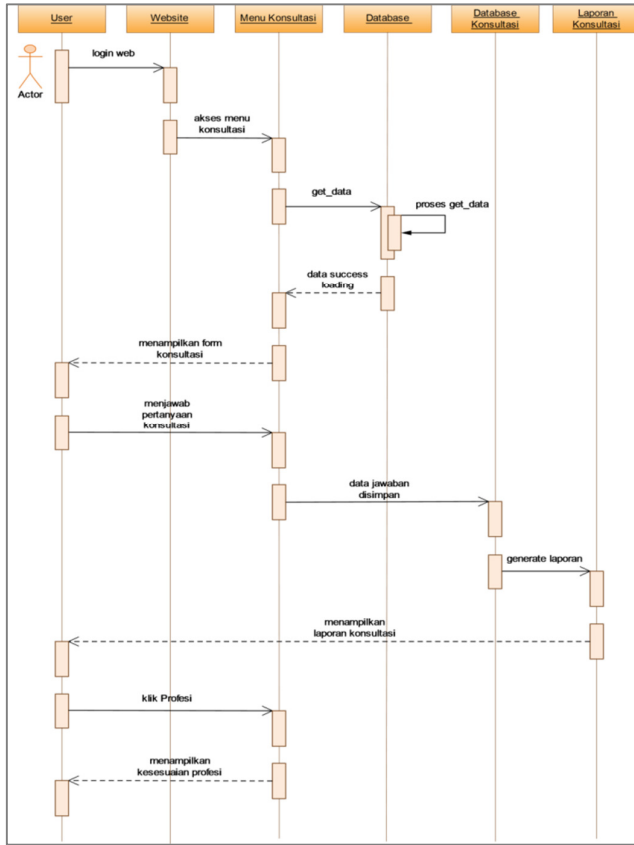 User
Website
Menu Konsultasi
Database
Database
Konsultasi
Laporan
Konsultasi
Actor
login web
akses menu
konsultasi
get_data
proses get_data
data success
loading
menampilkan form
konsultasi
menjawab
pertanyaan
konsultasi
data jawaban
disimpan
generate laporan
menampilkan
laporan konsultasi
klik Profesi
menampilkan
kesesuaian profesi